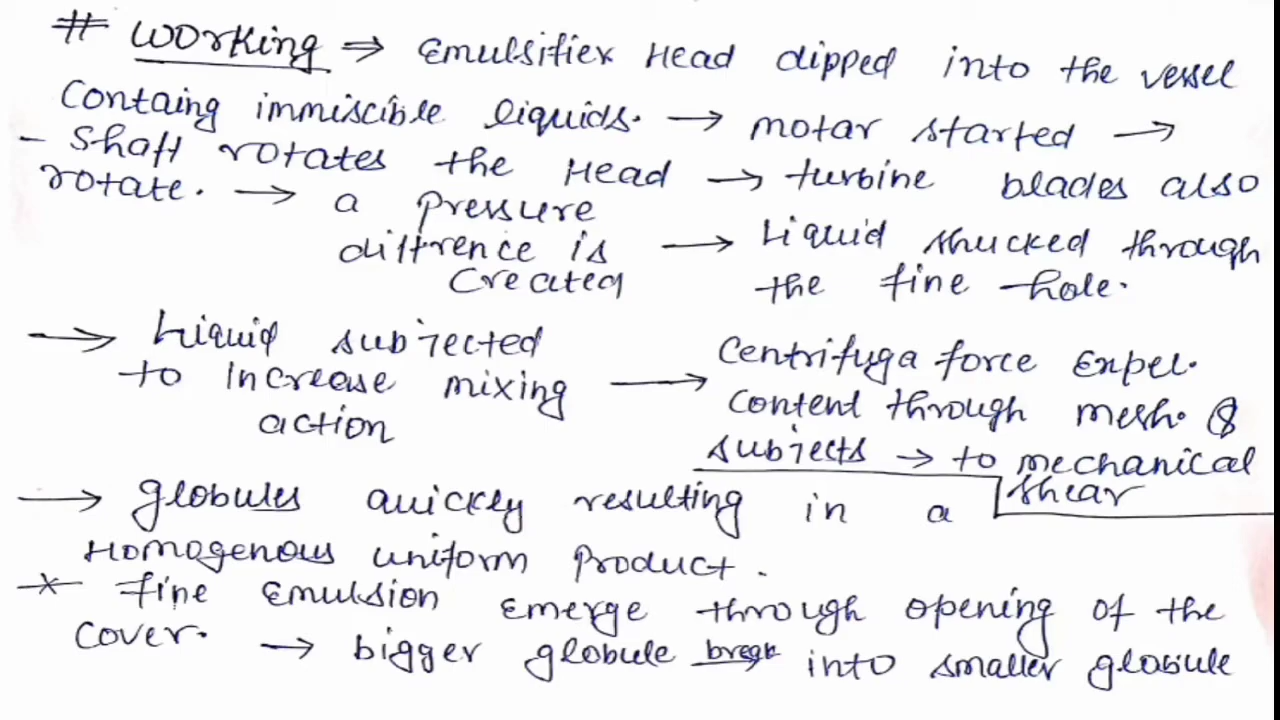 # Working ⇒ Emulsifier Head dipped into the vessel
Containg immiscible liquids. → motar started →
- Shaft rotates the Head → turbine blades also
rotate. → a pressure
diffrence is → Liquid shucked through
created the fine hole.
→ Liquid subjected
to increase mixing → Centrifuga force Expel.
action Content through mesh. &
subjects → to mechanical
shear
→ globules quickly resulting in a
Homogenous uniform product.
* fine Emulsion Emerge through opening of the
cover. → bigger globule break into smaller globule